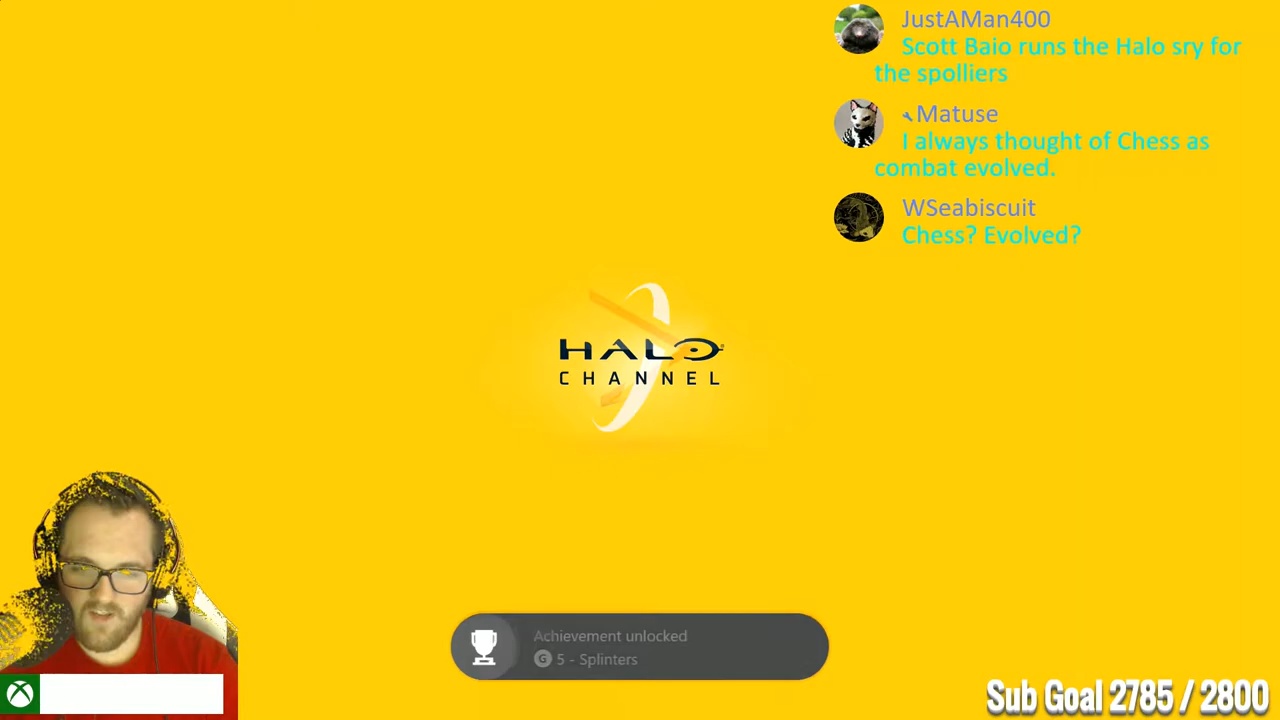 JustAMan400
Scott Baio runs the Halo sry for
the spolliers
Matuse
I always thought of Chess as
combat evolved.
WSeabiscuit
Chess? Evolved?
HALO
CHANNEL
Achievement unlocked
G 5 - Splinters
Sub Goal 2785 / 2800